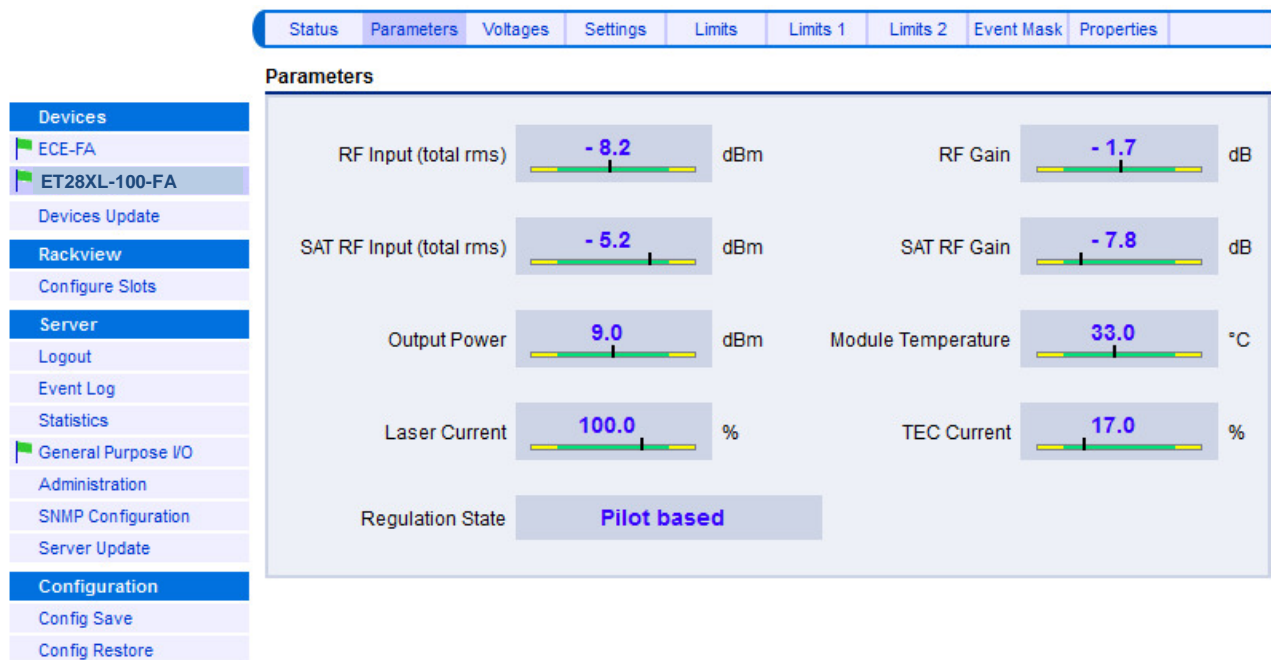 Status Parameters Voltages Settings Limits Limits 1 Limits 2 Event Mask Properties
Parameters
Devices
ECE-FA
ET28XL-100-FA
Devices Update
Rackview
Configure Slots
Server
Logout
Event Log
Statistics
General Purpose I/O
Administration
SNMP Configuration
Server Update
Configuration
Config Save
Config Restore
RF Input (total rms) - 8.2 dBm RF Gain - 1.7 dB
SAT RF Input (total rms) - 5.2 dBm SAT RF Gain - 7.8 dB
Output Power 9.0 dBm Module Temperature 33.0 °C
Laser Current 100.0 % TEC Current 17.0 %
Regulation State Pilot based